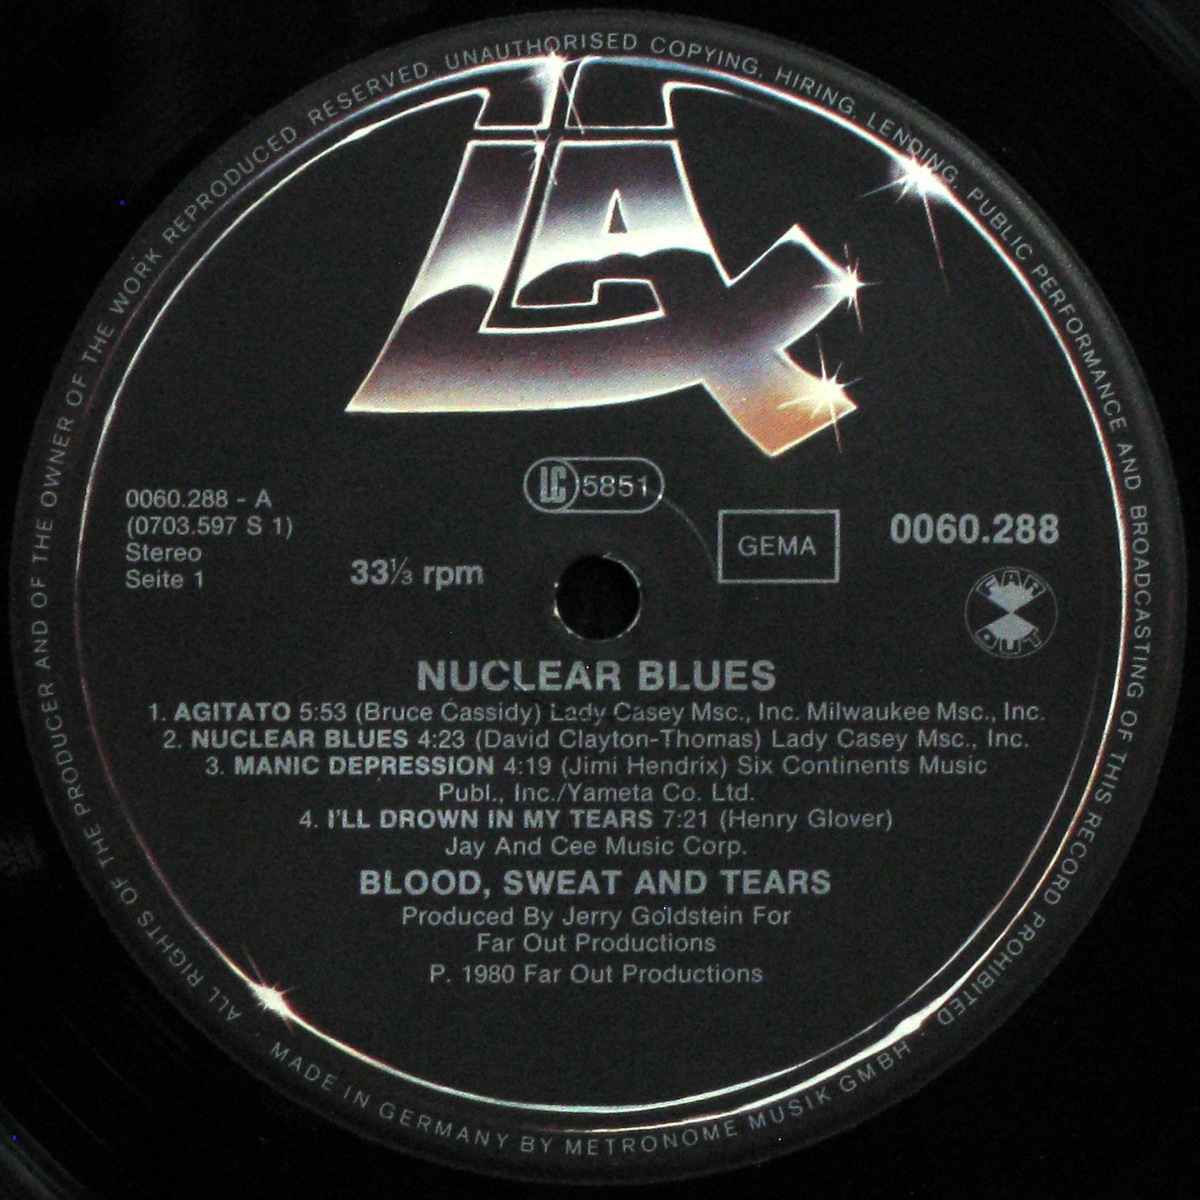 ALL RIGHTS OF THE PRODUCER AND OF THE OWNER OF THE WORK REPRODUCED RESERVED UNAUTHORISED COPYING, HIRING, LENDING, PUBLIC PERFORMANCE AND BROADCASTING OF THIS RECORD PROHIBITED
LAX
LC 5851
0060.288 - A
(0703.597 S 1)
Stereo
Seite 1
33⅓ rpm
GEMA
0060.288
FAR
OUT
NUCLEAR BLUES
1. AGITATO 5:53 (Bruce Cassidy) Lady Casey Msc., Inc. Milwaukee Msc., Inc.
2. NUCLEAR BLUES 4:23 (David Clayton-Thomas) Lady Casey Msc., Inc.
3. MANIC DEPRESSION 4:19 (Jimi Hendrix) Six Continents Music
Publ., Inc./Yameta Co. Ltd.
4. I'LL DROWN IN MY TEARS 7:21 (Henry Glover)
Jay And Cee Music Corp.
BLOOD, SWEAT AND TEARS
Produced By Jerry Goldstein For
Far Out Productions
P. 1980 Far Out Productions
· MADE IN GERMANY BY METRONOME MUSIK GMBH ·